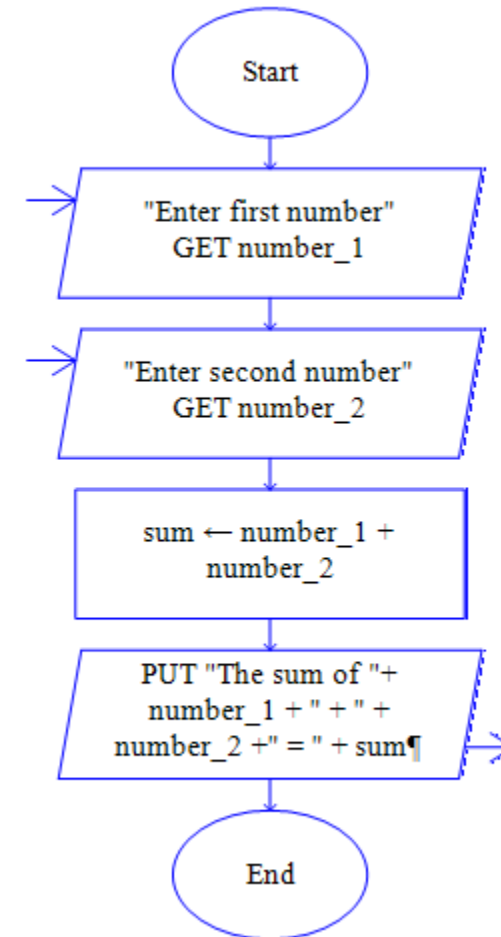 Start
"Enter first number"
GET number_1
"Enter second number"
GET number_2
sum ← number_1 +
number_2
PUT "The sum of "+
number_1 + " + " +
number_2 +" = " + sum¶
End